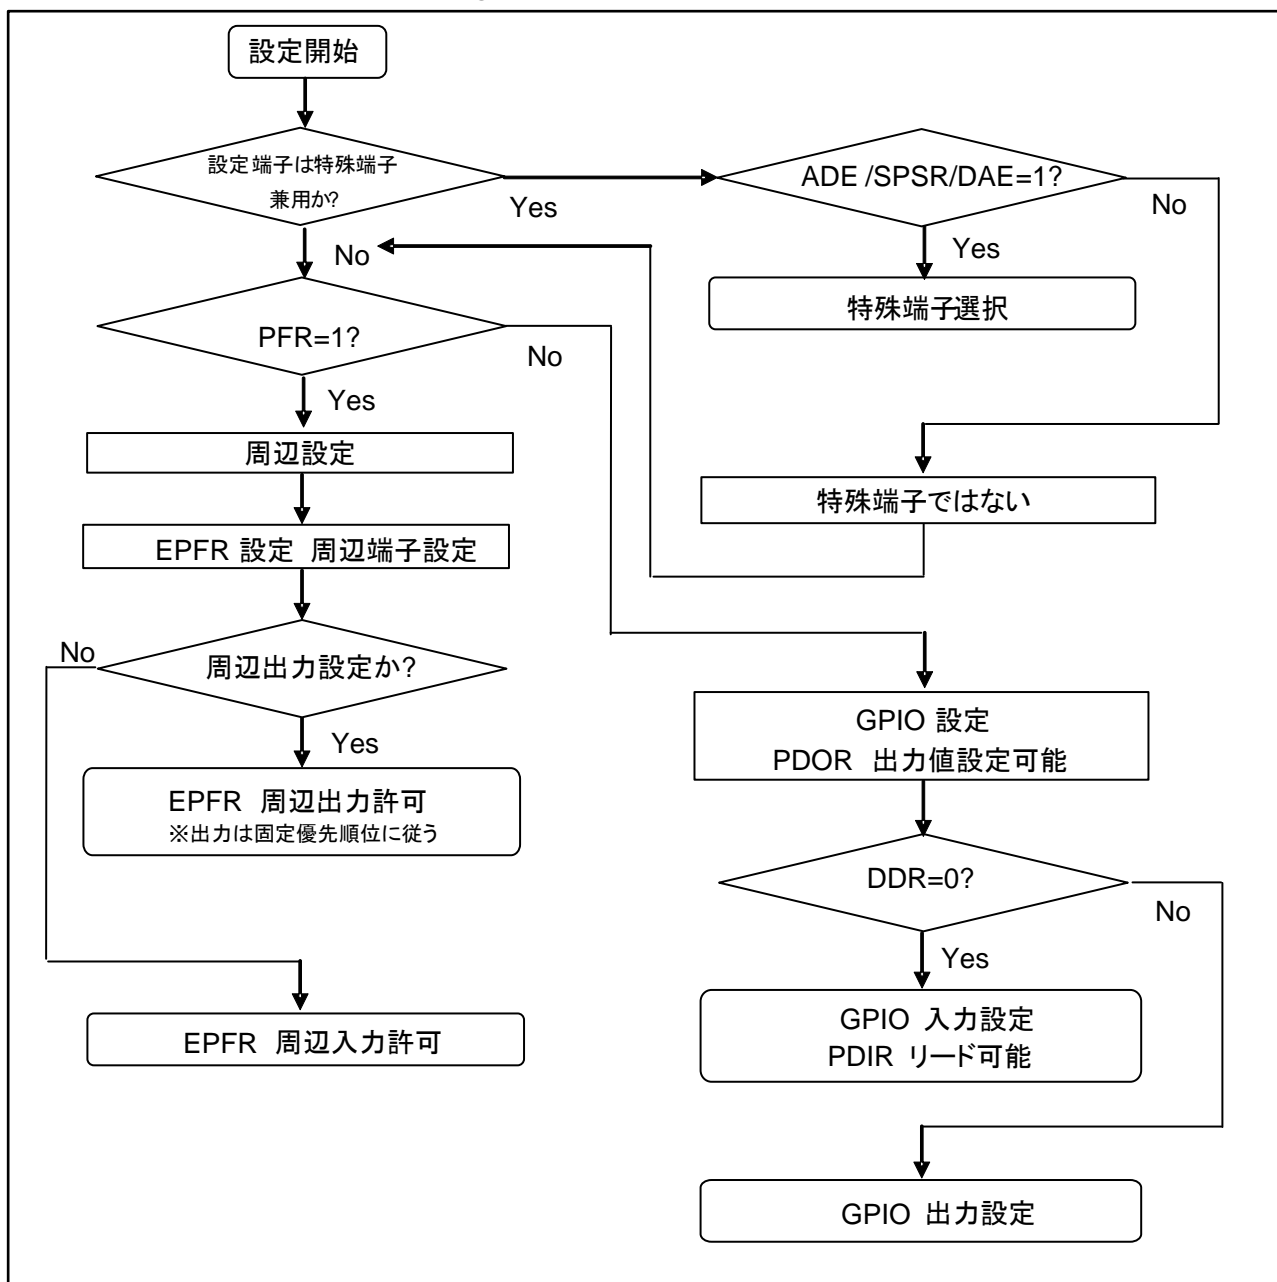 設定開始
設定端子は特殊端子
兼用か?
Yes
ADE /SPSR/DAE=1?
No
Yes
特殊端子選択
No
PFR=1?
No
Yes
周辺設定
特殊端子ではない
EPFR 設定 周辺端子設定
No
周辺出力設定か?
Yes
EPFR 周辺出力許可
※出力は固定優先順位に従う
GPIO 設定
PDOR 出力値設定可能
DDR=0?
No
Yes
GPIO 入力設定
PDIR リード可能
EPFR 周辺入力許可
GPIO 出力設定